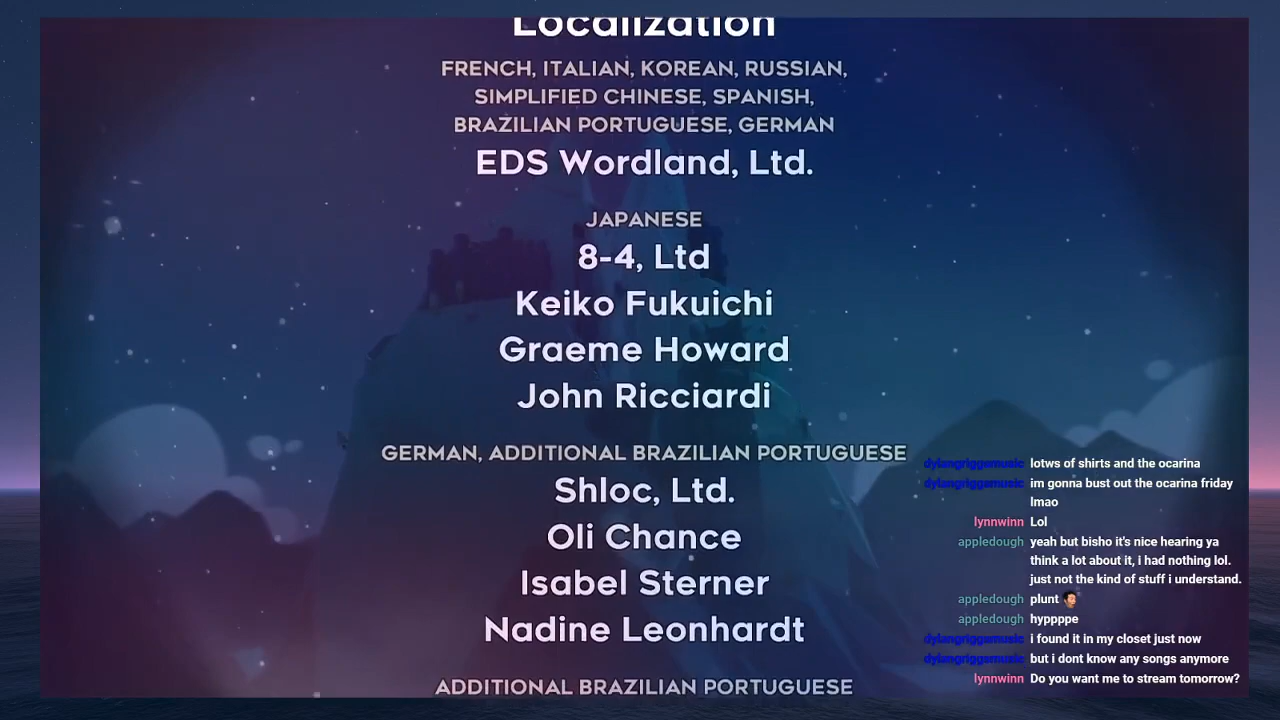 Localization
FRENCH, ITALIAN, KOREAN, RUSSIAN,
SIMPLIFIED CHINESE, SPANISH,
BRAZILIAN PORTUGUESE, GERMAN
EDS Wordland, Ltd.
JAPANESE
8-4, Ltd
Keiko Fukuichi
Graeme Howard
John Ricciardi
GERMAN, ADDITIONAL BRAZILIAN PORTUGUESE
Shloc, Ltd.
Oli Chance
Isabel Sterner
Nadine Leonhardt
ADDITIONAL BRAZILIAN PORTUGUESE
dylangriggsmusic lotws of shirts and the ocarina
dylangriggsmusic im gonna bust out the ocarina friday
lmao
lynnwinn Lol
appledough yeah but bisho it's nice hearing ya
think a lot about it, i had nothing lol.
just not the kind of stuff i understand.
appledough plunt
appledough hyppppe
dylangriggsmusic i found it in my closet just now
dylangriggsmusic but i dont know any songs anymore
lynnwinn Do you want me to stream tomorrow?